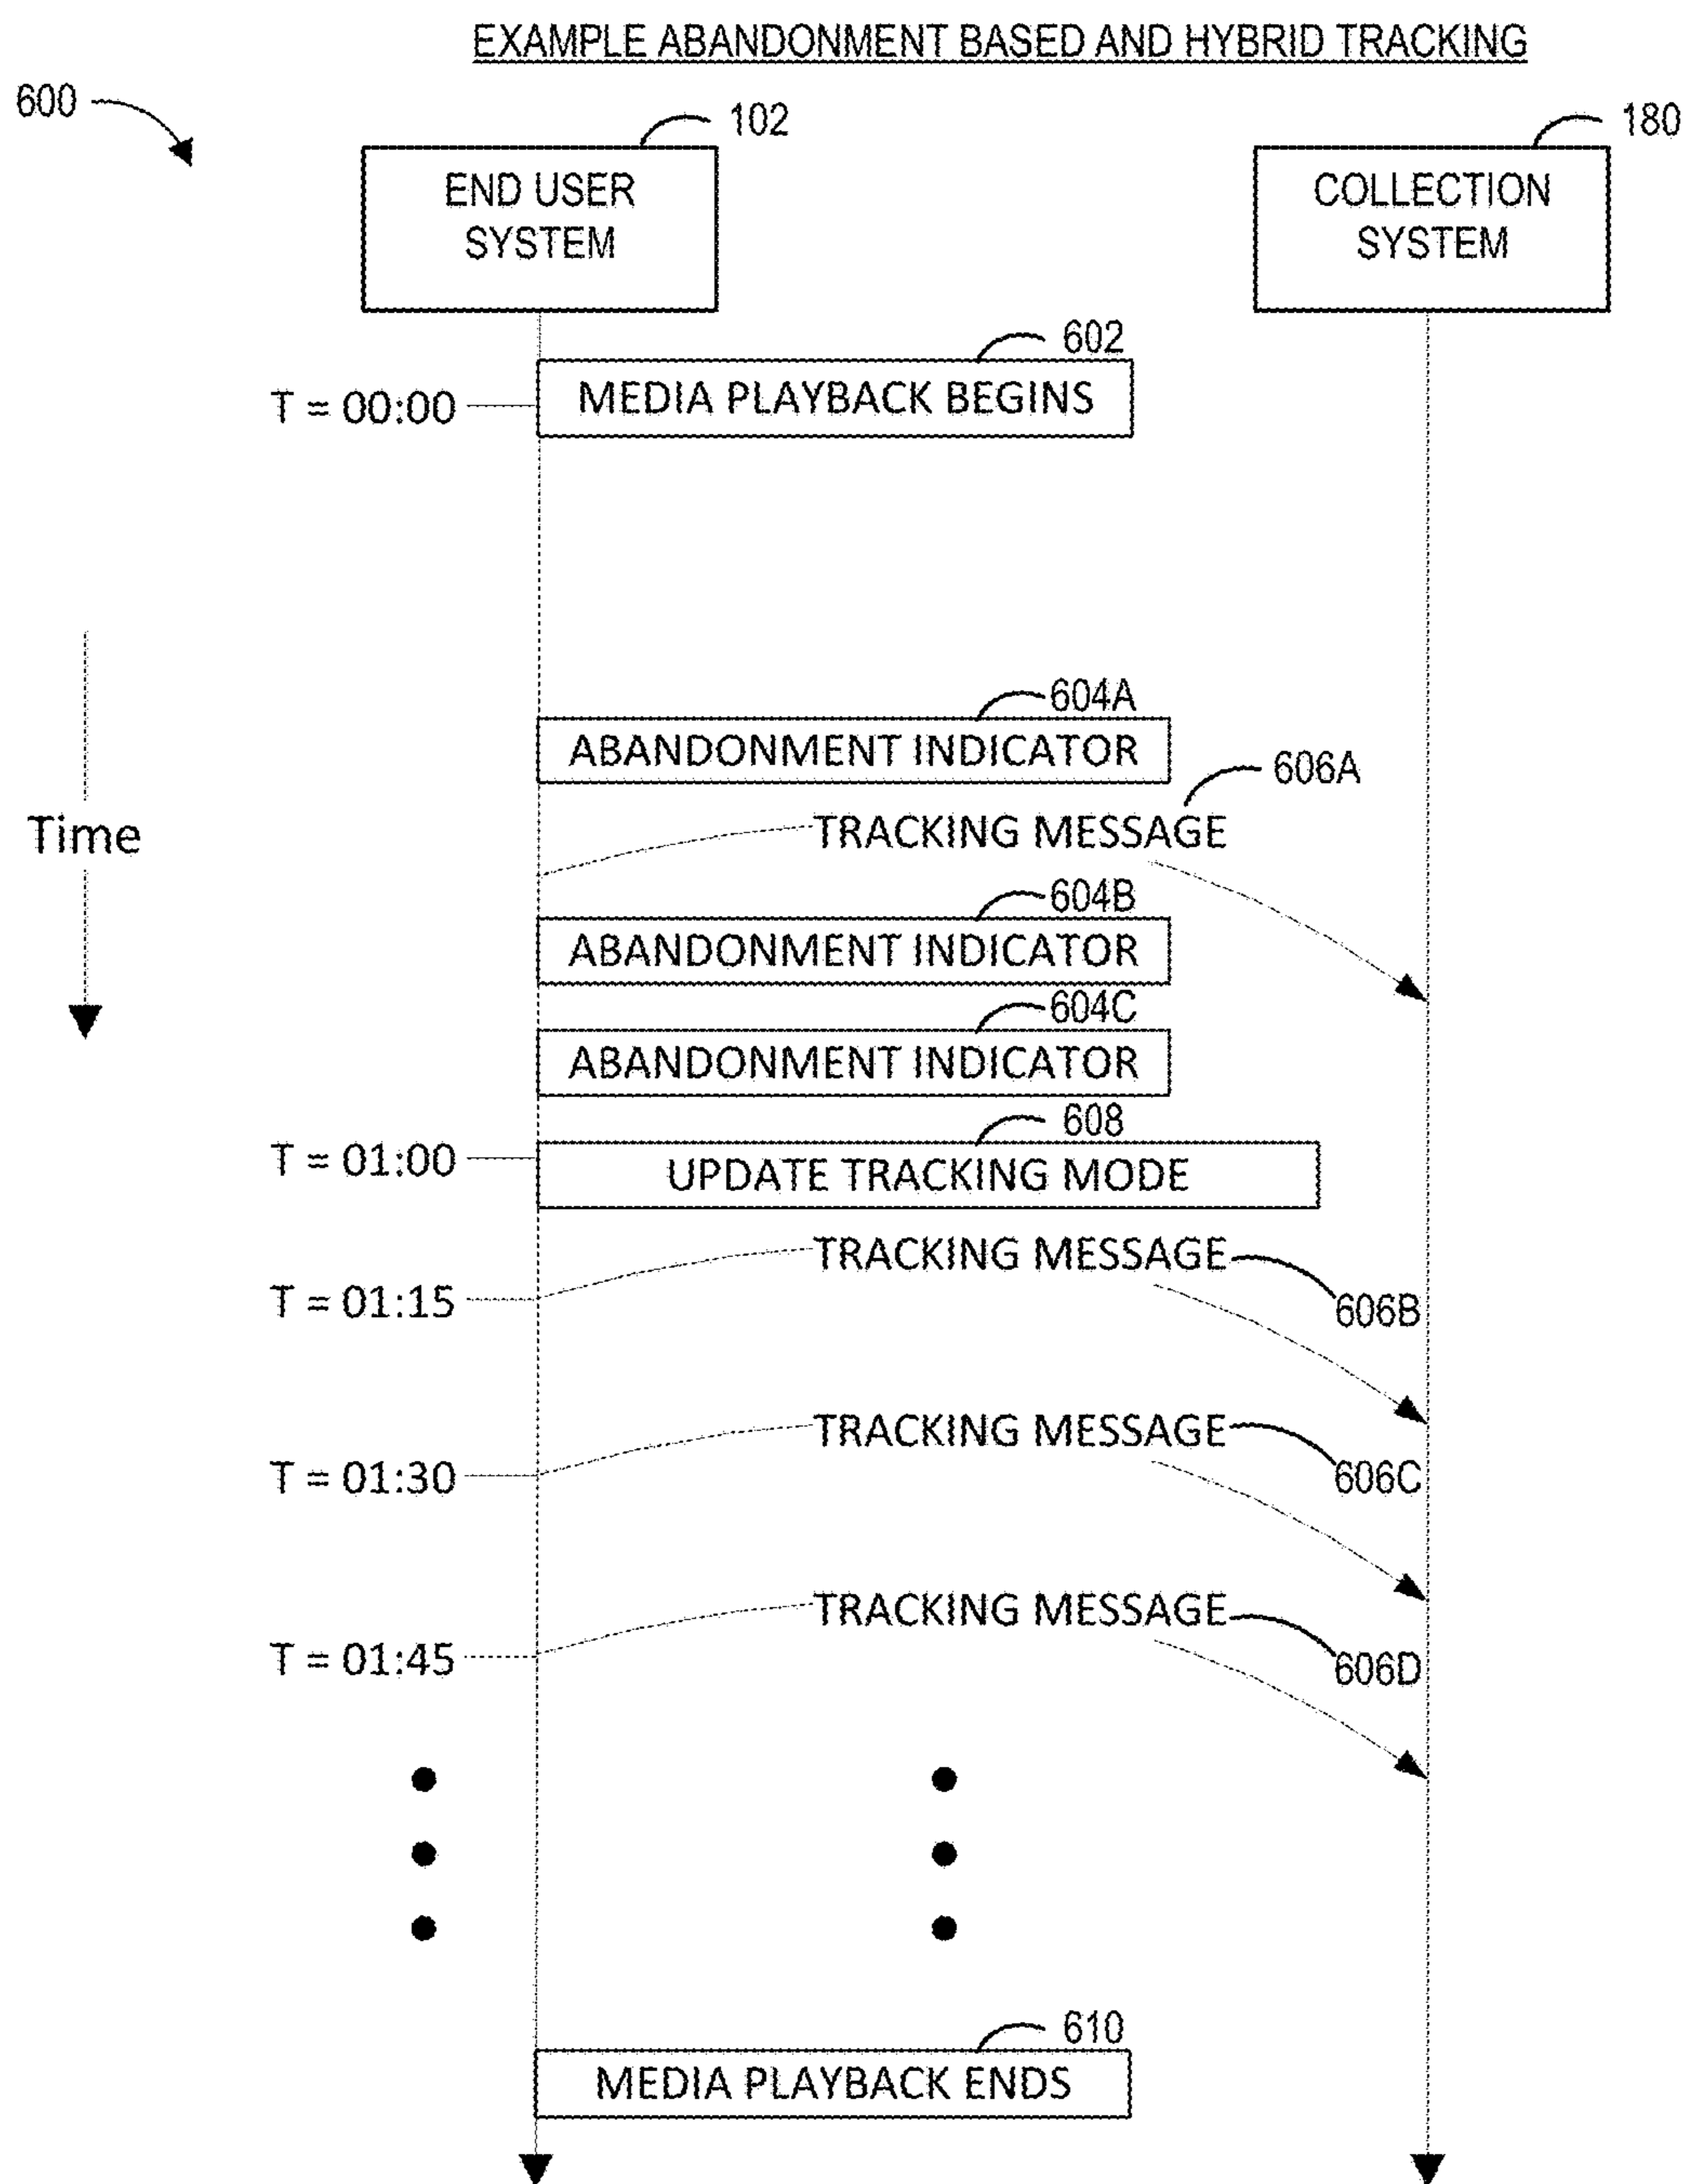 EXAMPLE ABANDONMENT BASED AND HYBRID TRACKING
600
102
180
END USER
SYSTEM
COLLECTION
SYSTEM
602
T = 00:00
MEDIA PLAYBACK BEGINS
604A
ABANDONMENT INDICATOR
606A
Time
TRACKING MESSAGE
604B
ABANDONMENT INDICATOR
604C
ABANDONMENT INDICATOR
608
T = 01:00
UPDATE TRACKING MODE
TRACKING MESSAGE
T = 01:15
606B
TRACKING MESSAGE
T = 01:30
606C
TRACKING MESSAGE
T = 01:45
606D
610
MEDIA PLAYBACK ENDS